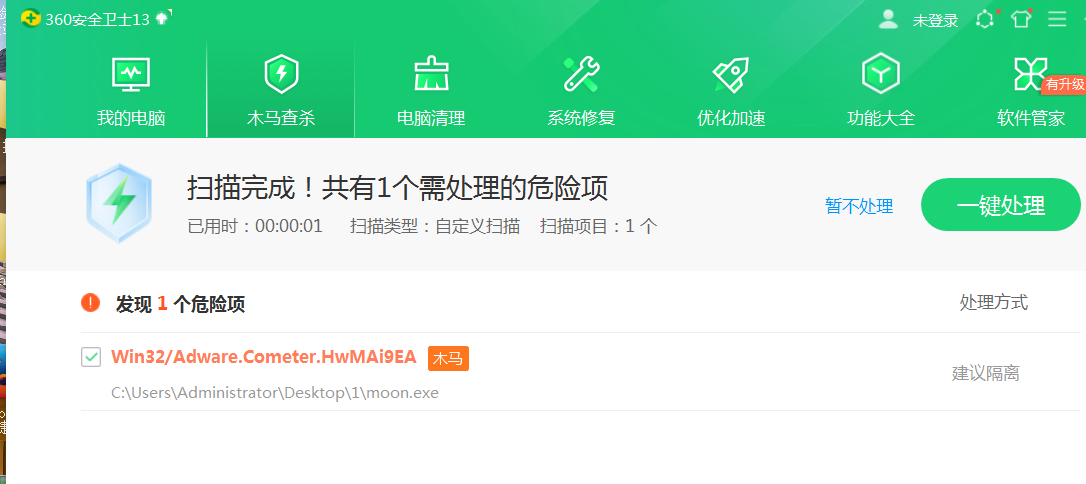 360安全卫士13
未登录
我的电脑
木马查杀
电脑清理
系统修复
优化加速
功能大全
软件管家
有升级
扫描完成！共有1个需处理的危险项
已用时：00:00:01 扫描类型：自定义扫描 扫描项目：1 个
暂不处理
一键处理
发现 1 个危险项
处理方式
Win32/Adware.Cometer.HwMAi9EA
木马
C:\Users\Administrator\Desktop\1\moon.exe
建议隔离